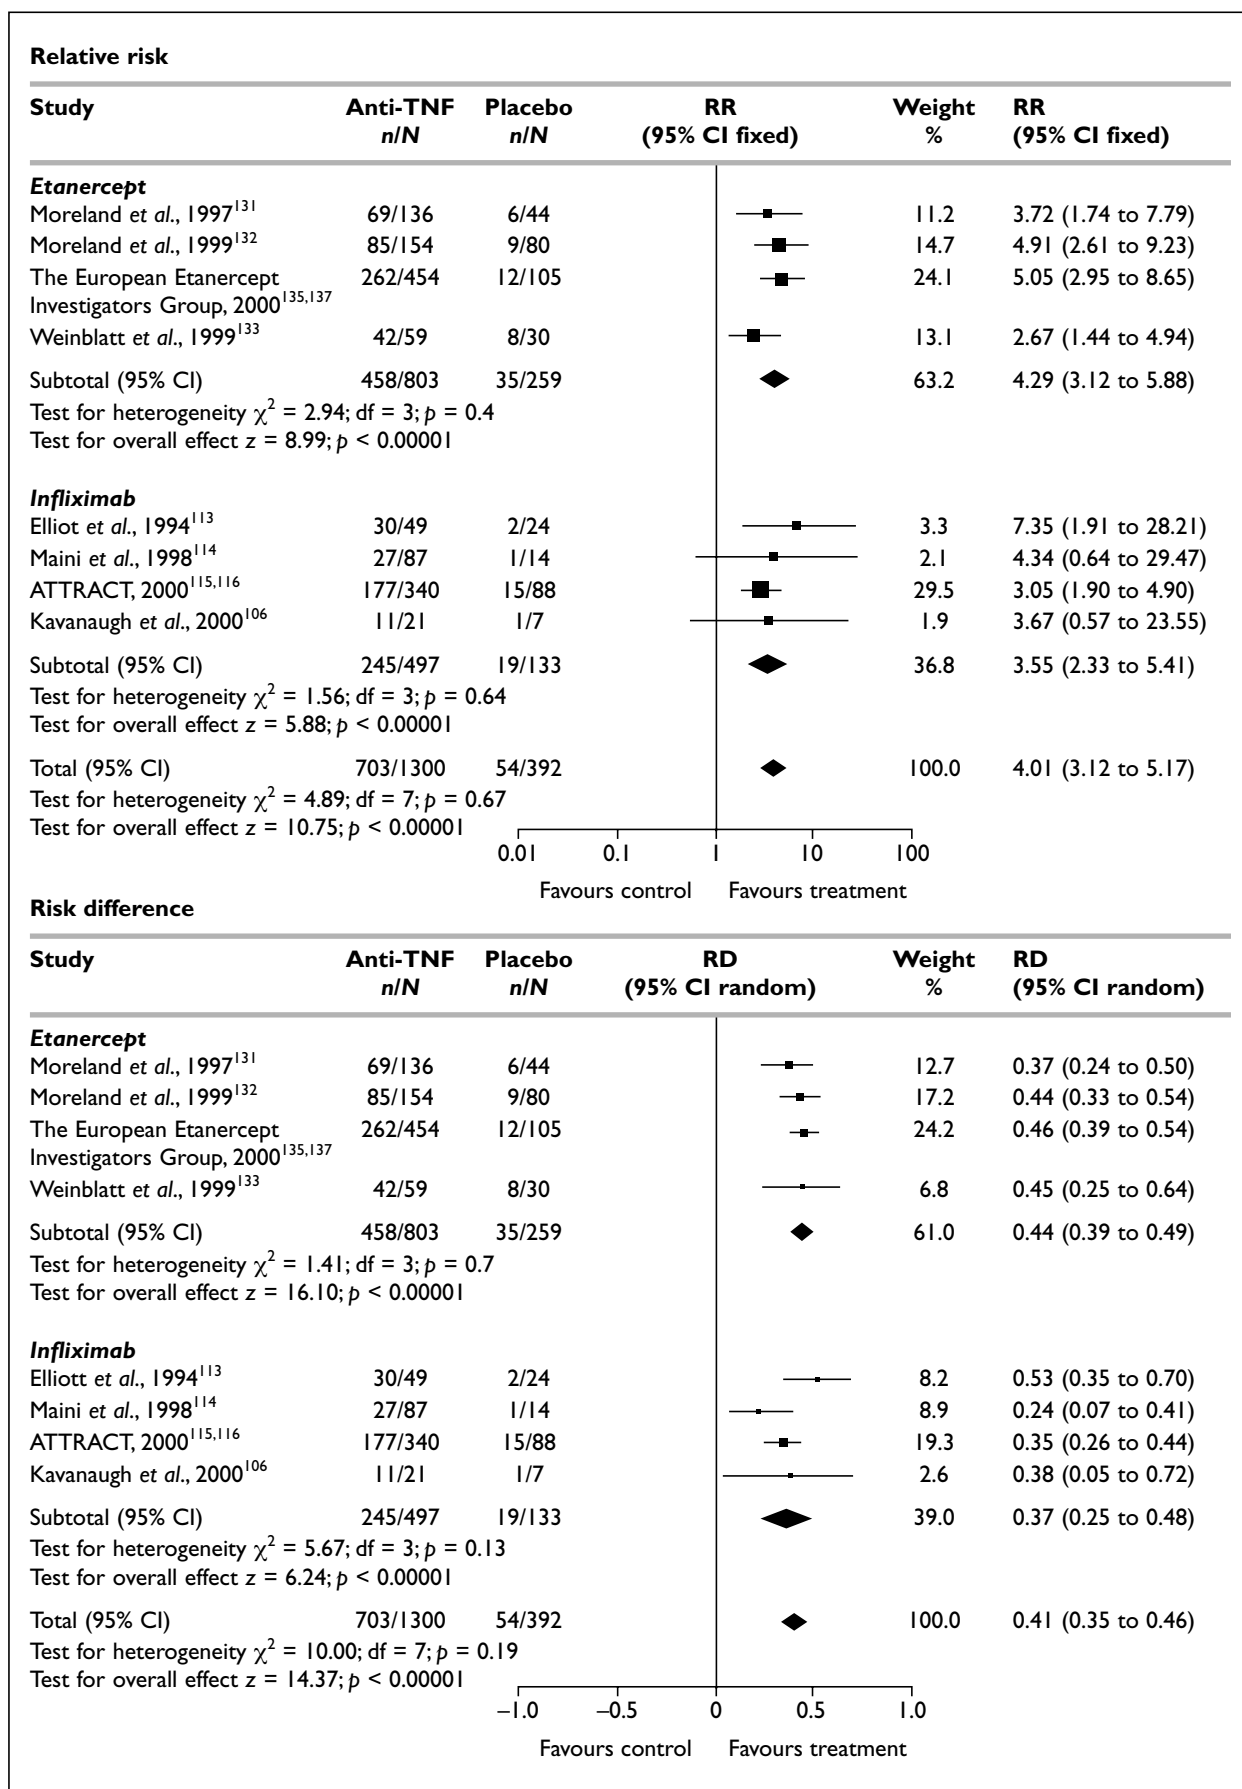 Relative risk
Study Anti-TNF Placebo RR Weight RR
n/N n/N (95% CI fixed) % (95% CI fixed)
Etanercept
Moreland et al., 1997¹³¹ 69/136 6/44 11.2 3.72 (1.74 to 7.79)
Moreland et al., 1999¹³² 85/154 9/80 14.7 4.91 (2.61 to 9.23)
The European Etanercept 262/454 12/105 24.1 5.05 (2.95 to 8.65)
Investigators Group, 2000¹³⁵,¹³⁷
Weinblatt et al., 1999¹³³ 42/59 8/30 13.1 2.67 (1.44 to 4.94)
Subtotal (95% CI) 458/803 35/259 63.2 4.29 (3.12 to 5.88)
Test for heterogeneity χ² = 2.94; df = 3; p = 0.4
Test for overall effect z = 8.99; p < 0.00001
Infliximab
Elliot et al., 1994¹¹³ 30/49 2/24 3.3 7.35 (1.91 to 28.21)
Maini et al., 1998¹¹⁴ 27/87 1/14 2.1 4.34 (0.64 to 29.47)
ATTRACT, 2000¹¹⁵,¹¹⁶ 177/340 15/88 29.5 3.05 (1.90 to 4.90)
Kavanaugh et al., 2000¹⁰⁶ 11/21 1/7 1.9 3.67 (0.57 to 23.55)
Subtotal (95% CI) 245/497 19/133 36.8 3.55 (2.33 to 5.41)
Test for heterogeneity χ² = 1.56; df = 3; p = 0.64
Test for overall effect z = 5.88; p < 0.00001
Total (95% CI) 703/1300 54/392 100.0 4.01 (3.12 to 5.17)
Test for heterogeneity χ² = 4.89; df = 7; p = 0.67
Test for overall effect z = 10.75; p < 0.00001
0.01 0.1 1 10 100
Favours control Favours treatment
Risk difference
Study Anti-TNF Placebo RD Weight RD
n/N n/N (95% CI random) % (95% CI random)
Etanercept
Moreland et al., 1997¹³¹ 69/136 6/44 12.7 0.37 (0.24 to 0.50)
Moreland et al., 1999¹³² 85/154 9/80 17.2 0.44 (0.33 to 0.54)
The European Etanercept 262/454 12/105 24.2 0.46 (0.39 to 0.54)
Investigators Group, 2000¹³⁵,¹³⁷
Weinblatt et al., 1999¹³³ 42/59 8/30 6.8 0.45 (0.25 to 0.64)
Subtotal (95% CI) 458/803 35/259 61.0 0.44 (0.39 to 0.49)
Test for heterogeneity χ² = 1.41; df = 3; p = 0.7
Test for overall effect z = 16.10; p < 0.00001
Infliximab
Elliott et al., 1994¹¹³ 30/49 2/24 8.2 0.53 (0.35 to 0.70)
Maini et al., 1998¹¹⁴ 27/87 1/14 8.9 0.24 (0.07 to 0.41)
ATTRACT, 2000¹¹⁵,¹¹⁶ 177/340 15/88 19.3 0.35 (0.26 to 0.44)
Kavanaugh et al., 2000¹⁰⁶ 11/21 1/7 2.6 0.38 (0.05 to 0.72)
Subtotal (95% CI) 245/497 19/133 39.0 0.37 (0.25 to 0.48)
Test for heterogeneity χ² = 5.67; df = 3; p = 0.13
Test for overall effect z = 6.24; p < 0.00001
Total (95% CI) 703/1300 54/392 100.0 0.41 (0.35 to 0.46)
Test for heterogeneity χ² = 10.00; df = 7; p = 0.19
Test for overall effect z = 14.37; p < 0.00001
–1.0 –0.5 0 0.5 1.0
Favours control Favours treatment